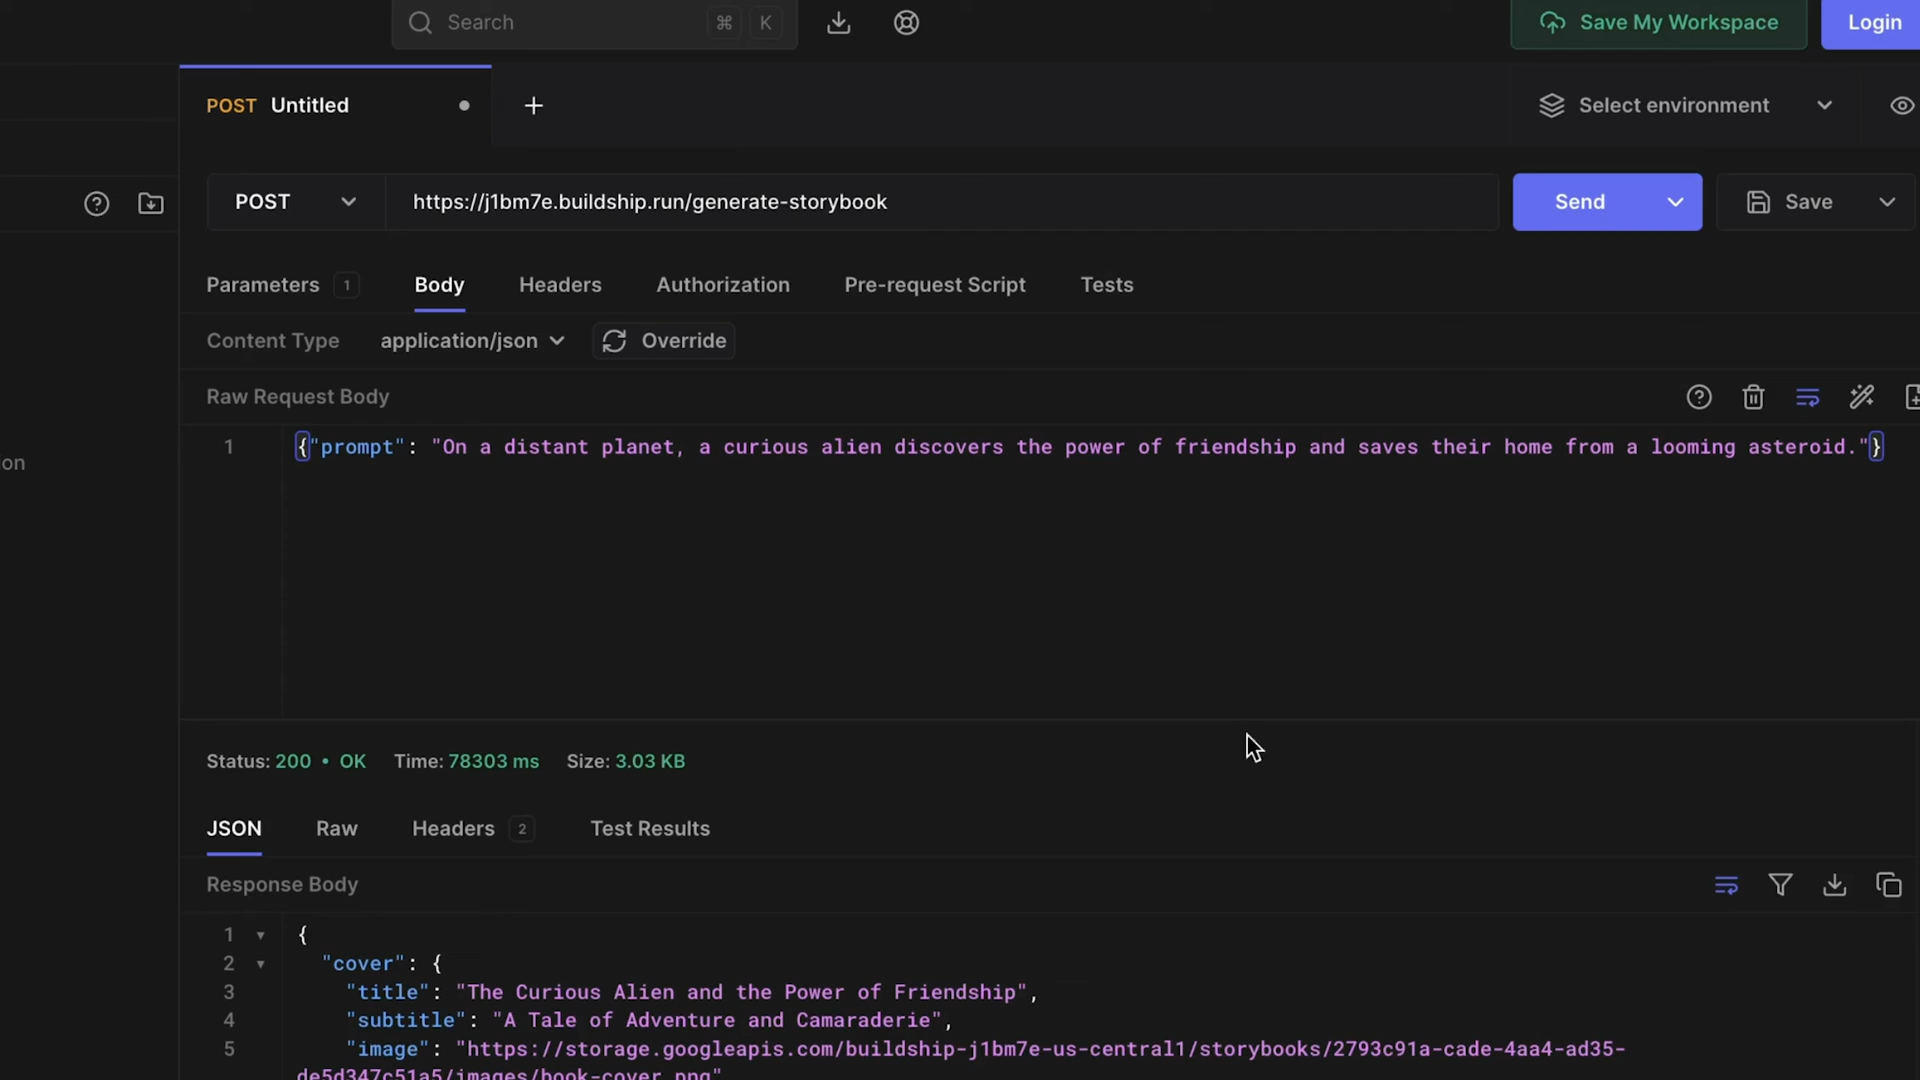 Search ⌘ K Save My Workspace Login
POST Untitled Select environment
POST https://j1bm7e.buildship.run/generate-storybook Send Save
Parameters 1 Body Headers Authorization Pre-request Script Tests
Content Type application/json Override
Raw Request Body
1 {"prompt": "On a distant planet, a curious alien discovers the power of friendship and saves their home from a looming asteroid."}
on
Status: 200 • OK Time: 78303 ms Size: 3.03 KB
JSON Raw Headers 2 Test Results
Response Body
1 {
2 "cover": {
3 "title": "The Curious Alien and the Power of Friendship",
4 "subtitle": "A Tale of Adventure and Camaraderie",
5 "image": "https://storage.googleapis.com/buildship-j1bm7e-us-central1/storybooks/2793c91a-cade-4aa4-ad35-
de5d347c51a5/images/book-cover.png"